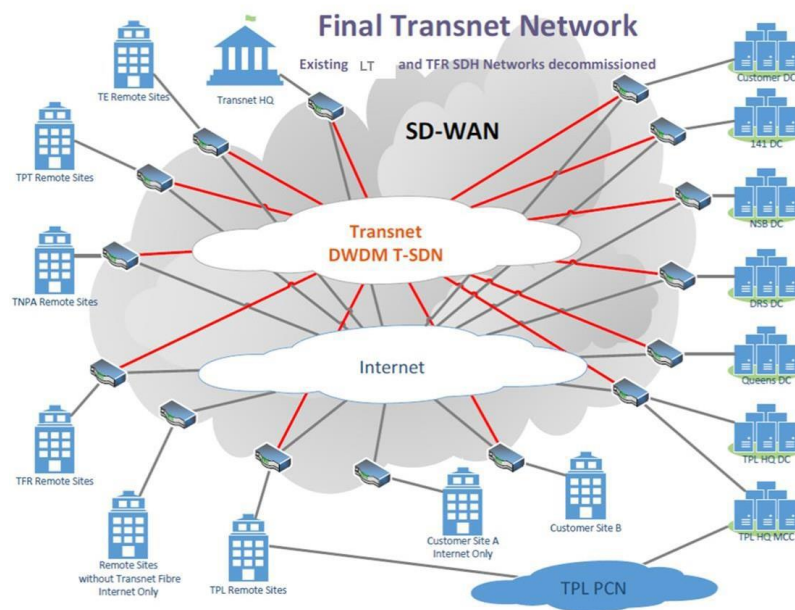 Final Transnet Network
Existing LT and TFR SDH Networks decommissioned
TE Remote Sites
Transnet HQ
Customer DC
SD-WAN
141 DC
TPT Remote Sites
NSB DC
Transnet
DWDM T-SDN
TNPA Remote Sites
DRS DC
Internet
Queens DC
TFR Remote Sites
TPL HQ DC
Customer Site A
Internet Only
Customer Site B
TPL HQ MCC
Remote Sites
without Transnet Fibre
Internet Only
TPL Remote Sites
TPL PCN